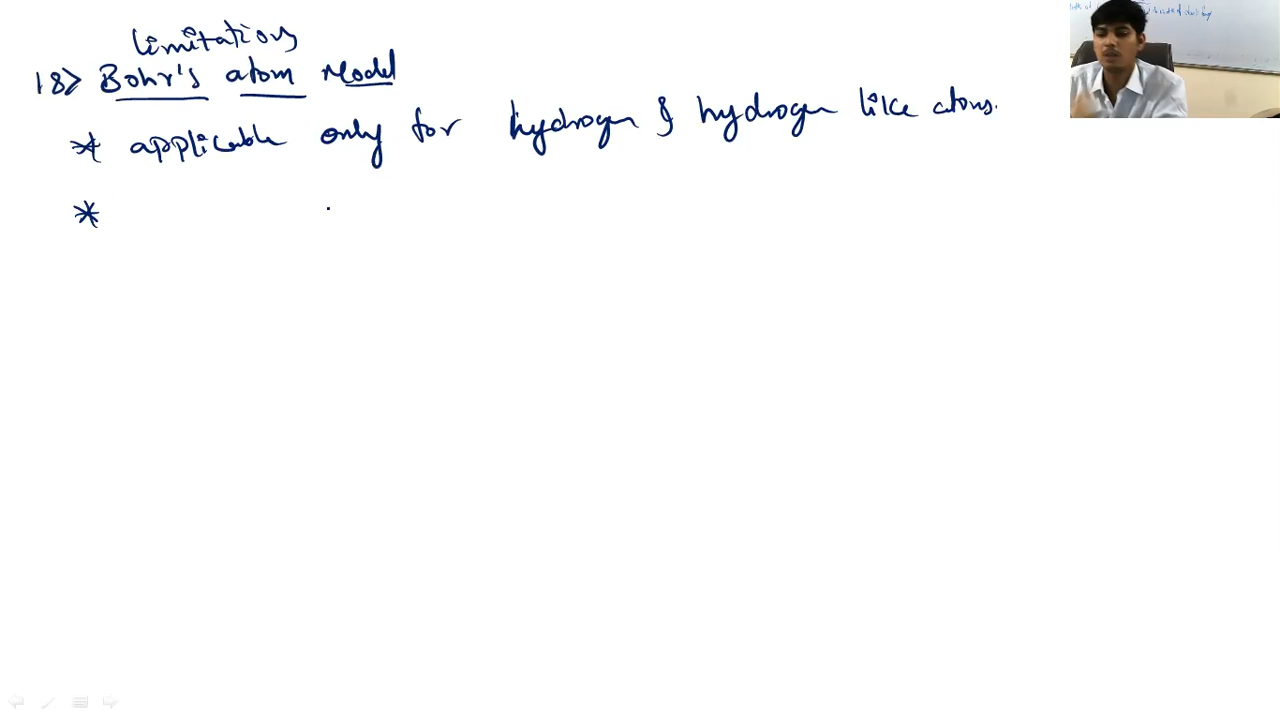 limitations
18> Bohr's atom Model
* applicable only for hydrogen & hydrogen like atoms.
*